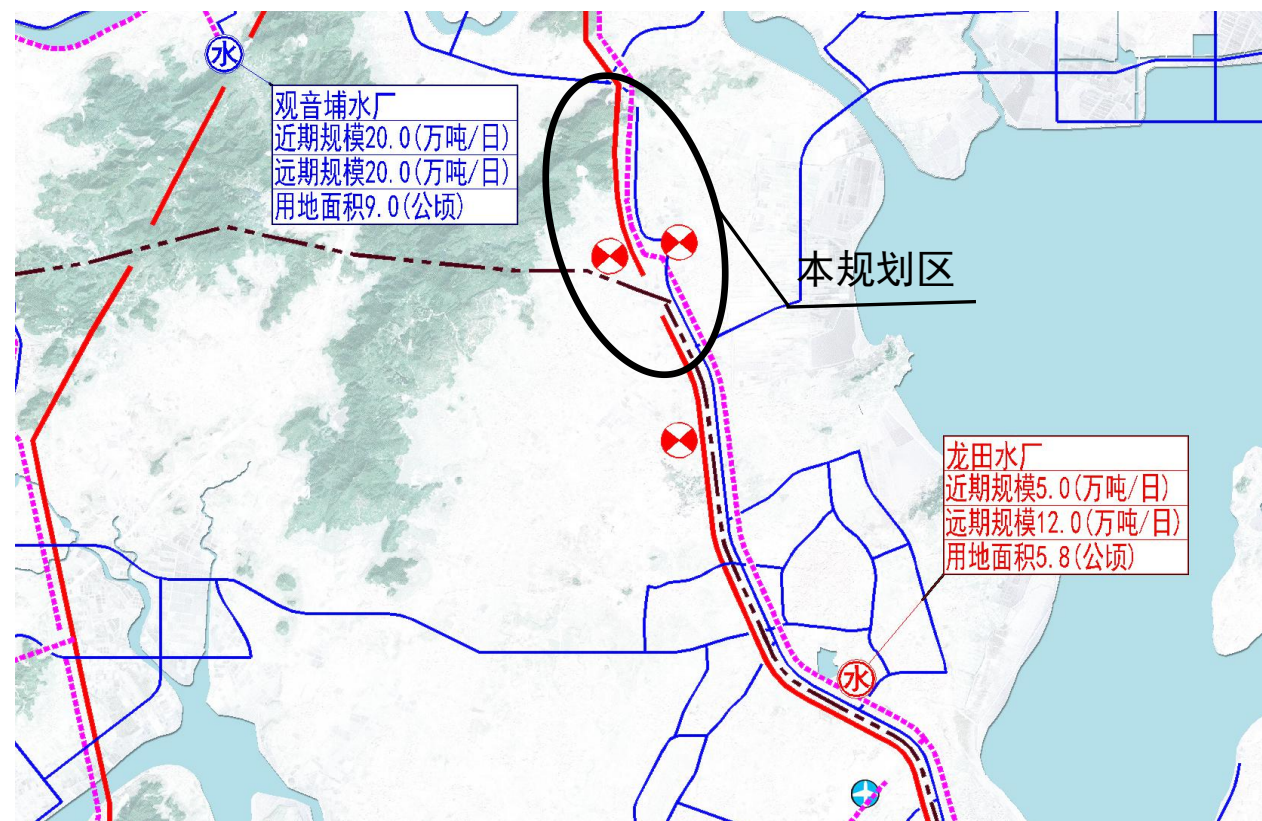 水
观音埔水厂
近期规模20.0(万吨/日)
远期规模20.0(万吨/日)
用地面积9.0(公顷)
本规划区
龙田水厂
近期规模5.0(万吨/日)
远期规模12.0(万吨/日)
用地面积5.8(公顷)
水